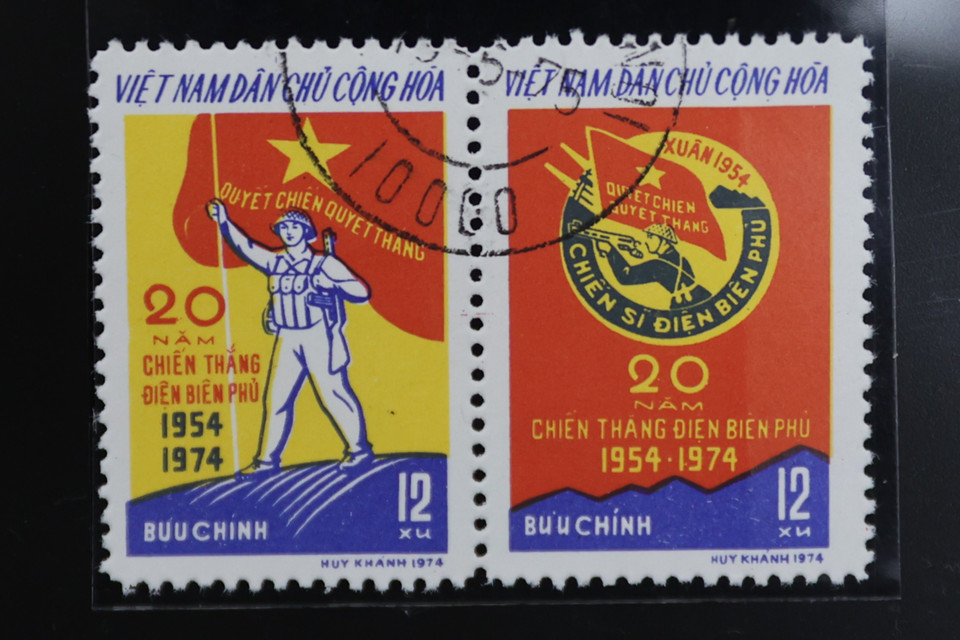 VIỆT NAM DÂN CHỦ CỘNG HÒA
QUYẾT CHIẾN QUYẾT THẮNG
20
NĂM
CHIẾN THẮNG
ĐIỆN BIÊN PHỦ
1954
1974
12
XU
BƯU CHÍNH
HUY KHÁNH 1974
VIỆT NAM DÂN CHỦ CỘNG HÒA
XUÂN 1954
QUYẾT CHIẾN
QUYẾT THẮNG
CHIẾN SĨ ĐIỆN BIÊN PHỦ
20
NĂM
CHIẾN THẮNG ĐIỆN BIÊN PHỦ
1954·1974
12
XU
BƯU CHÍNH
HUY KHÁNH 1974
10000